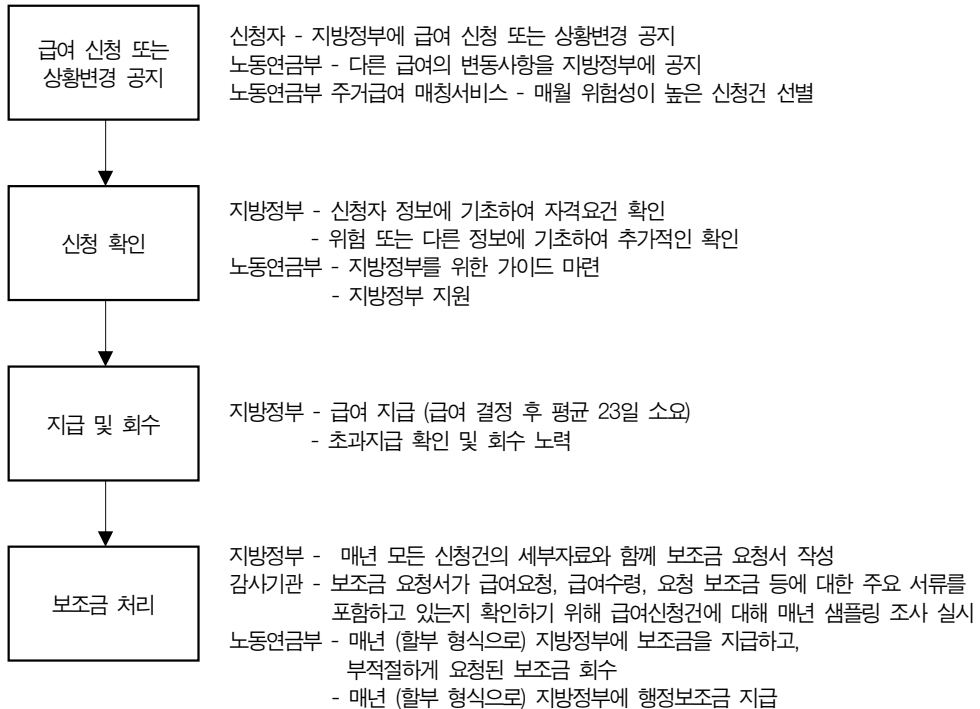 급여 신청 또는
상황변경 공지
신청자 - 지방정부에 급여 신청 또는 상황변경 공지
노동연금부 - 다른 급여의 변동사항을 지방정부에 공지
노동연금부 주거급여 매칭서비스 - 매월 위험성이 높은 신청건 선별
신청 확인
지방정부 - 신청자 정보에 기초하여 자격요건 확인
- 위험 또는 다른 정보에 기초하여 추가적인 확인
노동연금부 - 지방정부를 위한 가이드 마련
- 지방정부 지원
지급 및 회수
지방정부 - 급여 지급 (급여 결정 후 평균 23일 소요)
- 초과지급 확인 및 회수 노력
보조금 처리
지방정부 - 매년 모든 신청건의 세부자료와 함께 보조금 요청서 작성
감사기관 - 보조금 요청서가 급여요청, 급여수령, 요청 보조금 등에 대한 주요 서류를
포함하고 있는지 확인하기 위해 급여신청건에 대해 매년 샘플링 조사 실시
노동연금부 - 매년 (할부 형식으로) 지방정부에 보조금을 지급하고,
부적절하게 요청된 보조금 회수
- 매년 (할부 형식으로) 지방정부에 행정보조금 지급